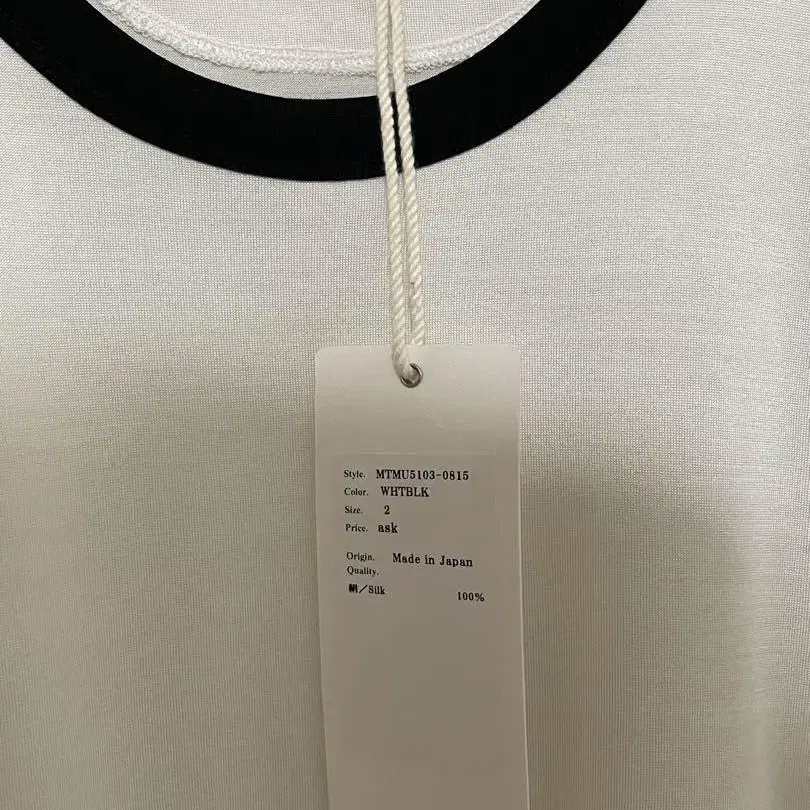 Style. MTMU5103-0815
Color. WHTBLK
Size. 2
Price. ask
Origin. Made in Japan
Quality.
絹／Silk 100%